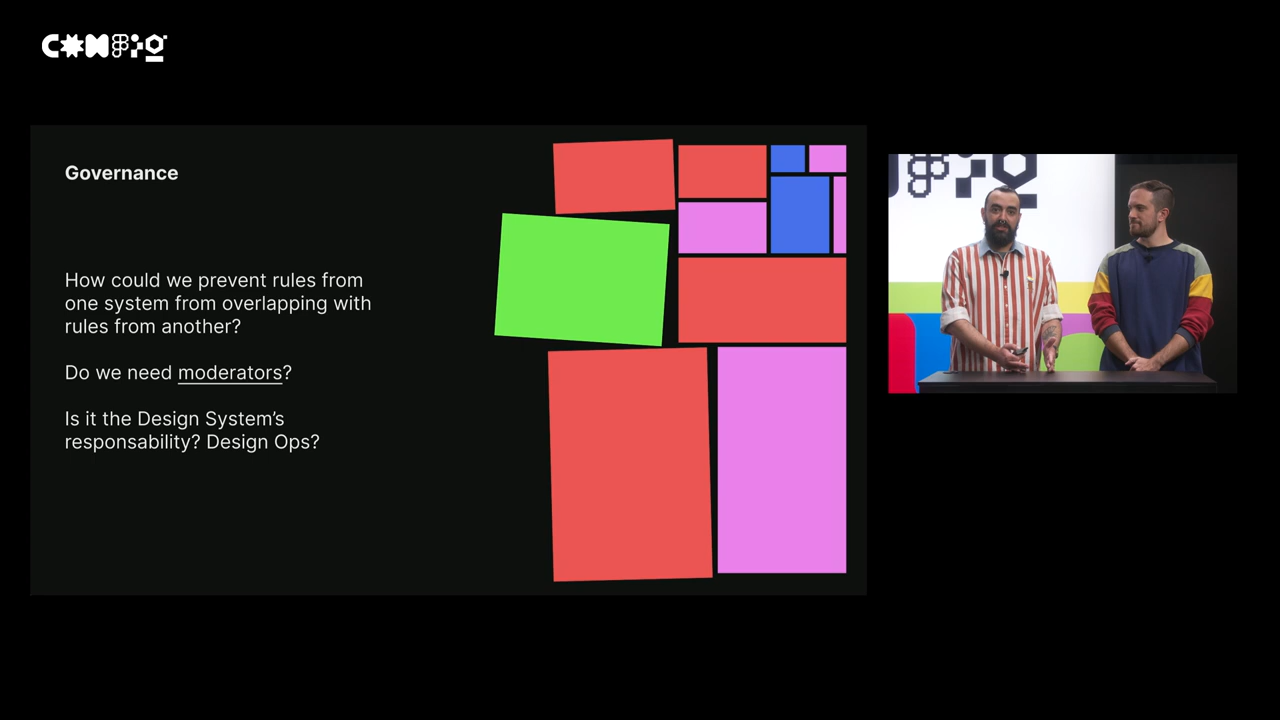 CONFIG
Governance
How could we prevent rules from
one system from overlapping with
rules from another?
Do we need moderators?
Is it the Design System’s
responsability? Design Ops?